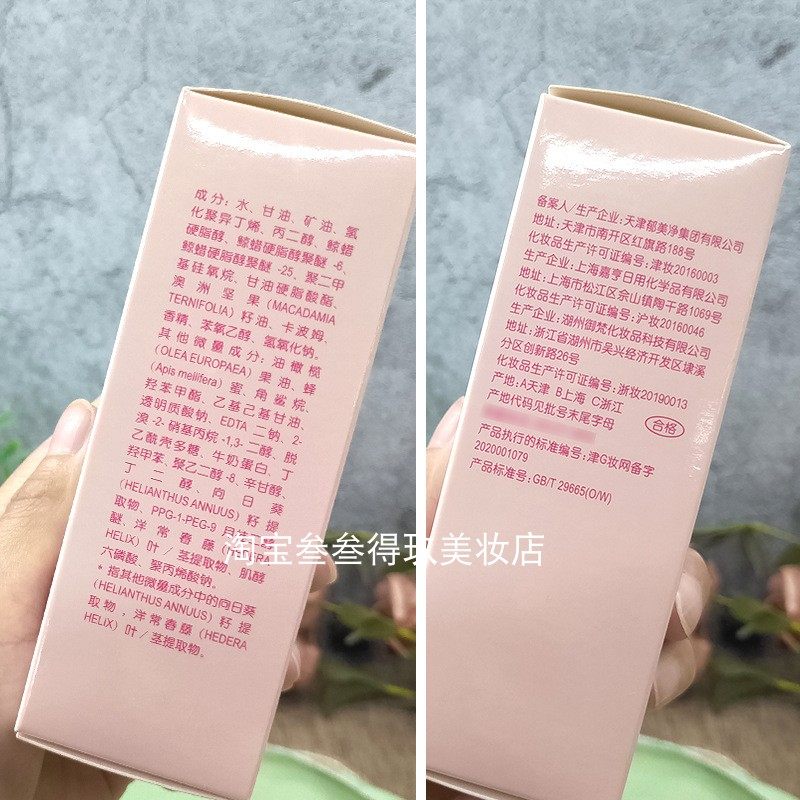 成分：水、甘油、矿油、氢
化聚异丁烯、丙二醇、鲸蜡
硬脂醇、鲸蜡硬脂醇聚醚-6、
鲸蜡硬脂醇聚醚-25、聚二甲
基硅氧烷、甘油硬脂酸酯、
澳洲坚果(MACADAMIA
TERNIFOLIA)籽油、卡波姆、
香精、苯氧乙醇、氢氧化钠。
其他微量成分：油橄榄
(OLEA EUROPAEA)果油、蜂
(Apis mellifera)蜜、角鲨烷、
羟苯甲酯、乙基己基甘油、
透明质酸钠、EDTA 二钠、2-
溴-2-硝基丙烷-1,3-二醇、脱
乙酰壳多糖、牛奶蛋白、丁
羟甲苯、聚乙二醇-8、辛甘醇、
丁二醇、向日葵
(HELIANTHUS ANNUUS)籽提
取物、PPG-1-PEG-9 月桂二醇
醚、洋常春藤
HELIX)叶/茎提取物、肌醇
六磷酸、聚丙烯酸钠。
*指其他微量成分中的向日葵
(HELIANTHUS ANNUUS)籽提
取物，洋常春藤(HEDERA
HELIX)叶/茎提取物。
备案人/生产企业:天津郁美净集团有限公司
地址:天津市南开区红旗路188号
化妆品生产许可证编号:津妆20160003
生产企业:上海嘉亨日用化学品有限公司
地址:上海市松江区佘山镇陶干路1069号
化妆品生产许可证编号:沪妆20160046
生产企业:湖州御梵化妆品科技有限公司
地址:浙江省湖州市吴兴经济开发区埭溪
分区创新路26号
化妆品生产许可证编号:浙妆20190013
产地:A天津 B上海 C浙江
产地代码见批号末尾字母
合格
产品执行的标准编号:津G妆网备字
2020001079
产品标准号:GB/T 29665(O/W)
淘宝叁叁得玖美妆店